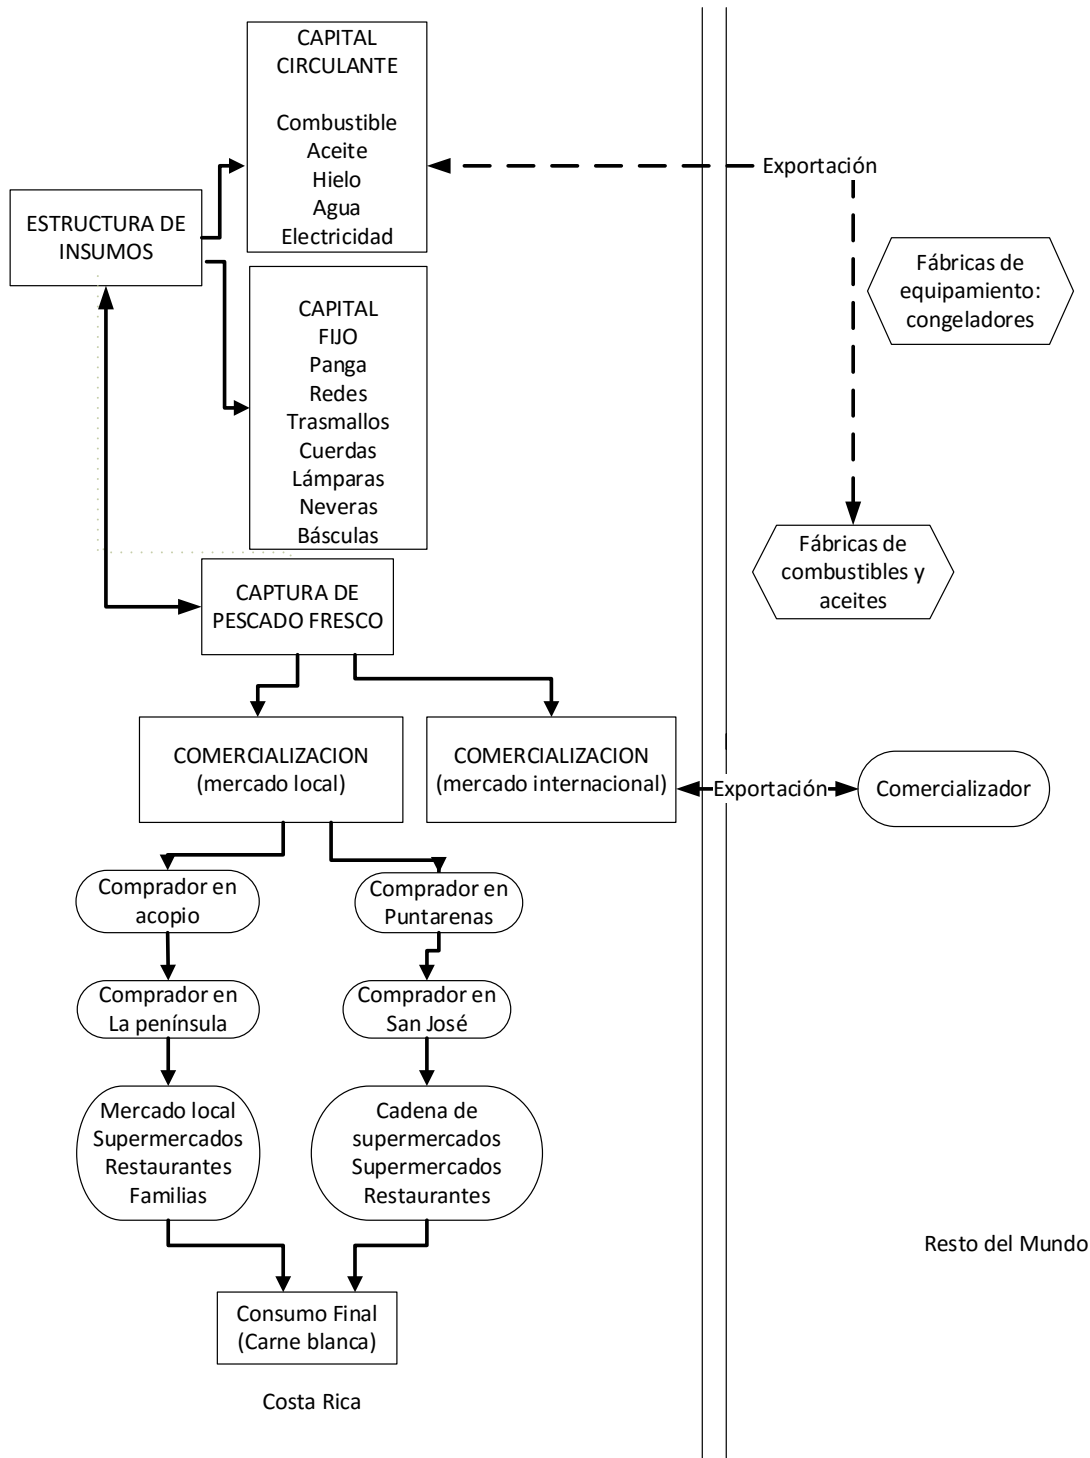 CAPITAL
CIRCULANTE
Combustible
Aceite
Hielo
Agua
Electricidad
Exportación
ESTRUCTURA DE
INSUMOS
Fábricas de
equipamiento:
congeladores
CAPITAL
FIJO
Panga
Redes
Trasmallos
Cuerdas
Lámparas
Neveras
Básculas
Fábricas de
combustibles y
aceites
CAPTURA DE
PESCADO FRESCO
COMERCIALIZACION
(mercado local)
COMERCIALIZACION
(mercado internacional)
Exportación
Comercializador
Comprador en
acopio
Comprador en
Puntarenas
Comprador en
La península
Comprador en
San José
Mercado local
Supermercados
Restaurantes
Familias
Cadena de
supermercados
Supermercados
Restaurantes
Resto del Mundo
Consumo Final
(Carne blanca)
Costa Rica